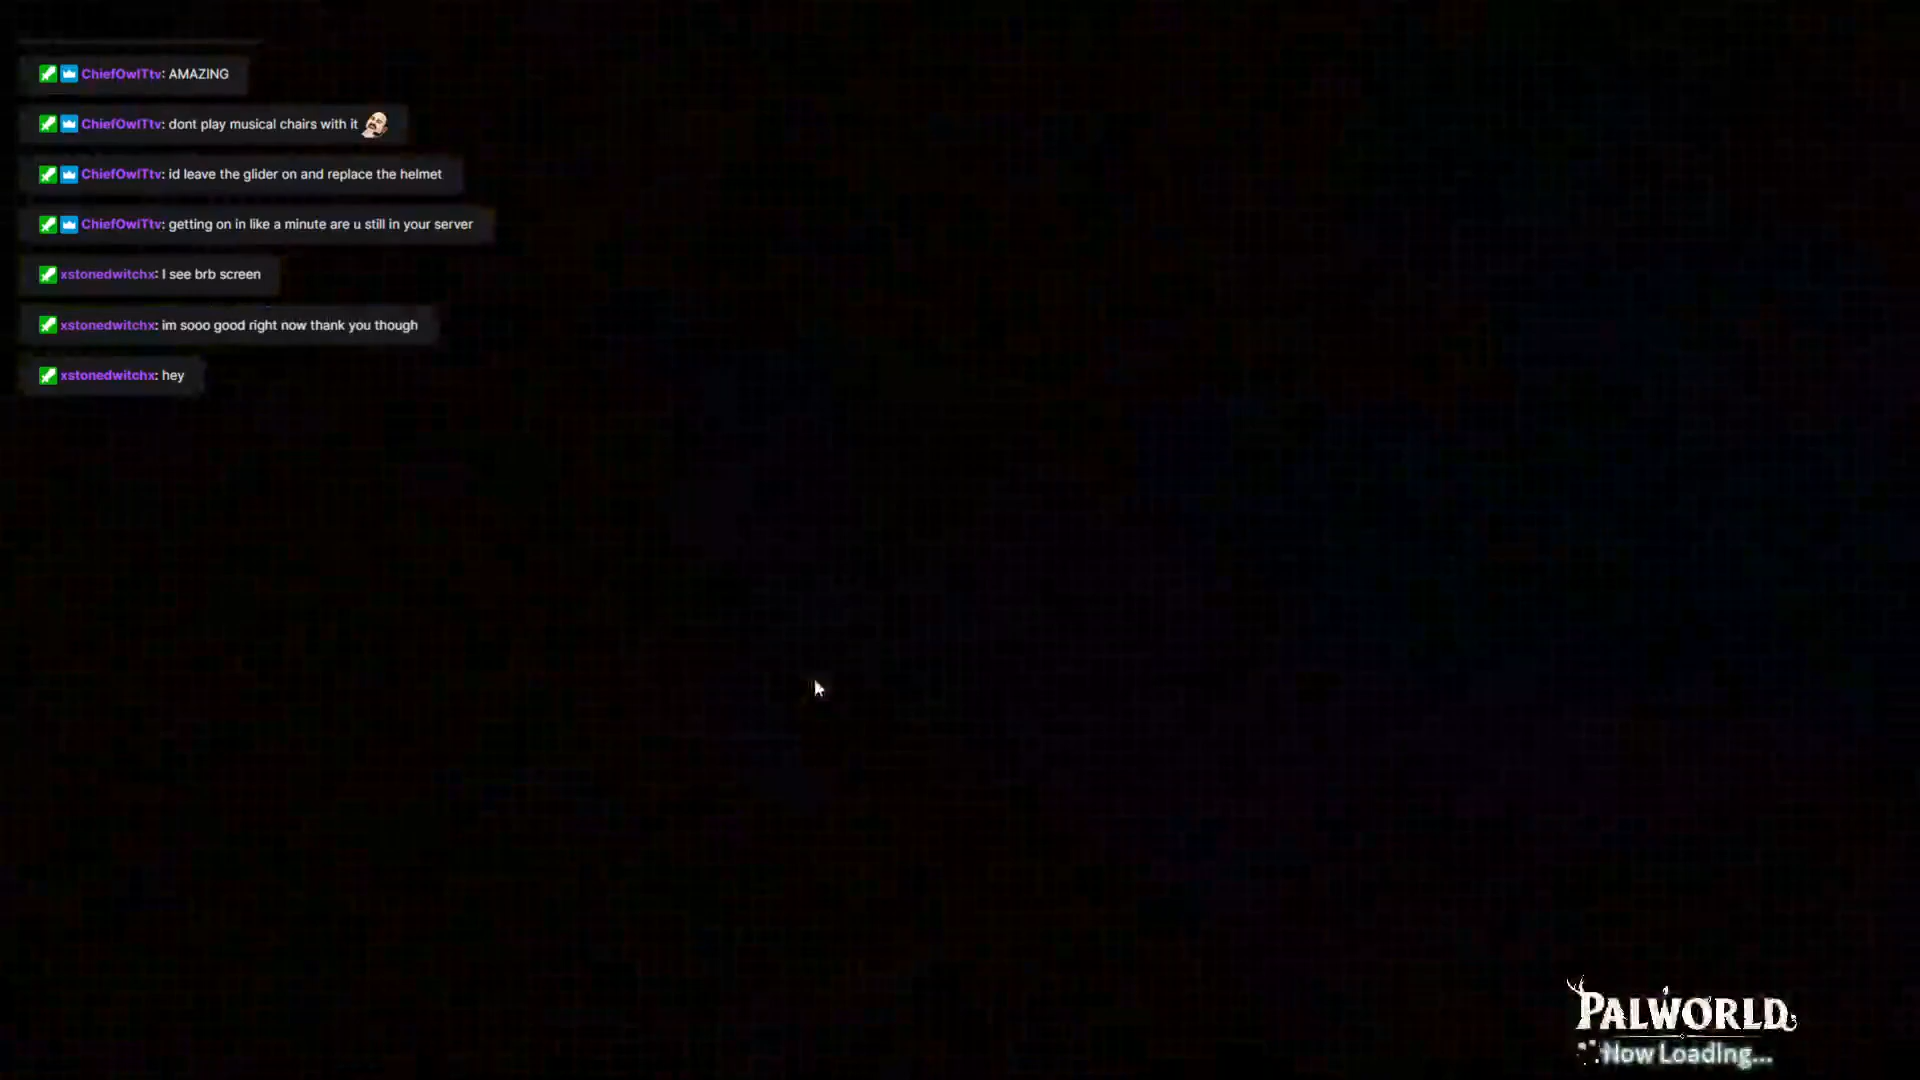 ChiefOwlTtv: AMAZING
ChiefOwlTtv: dont play musical chairs with it
ChiefOwlTtv: id leave the glider on and replace the helmet
ChiefOwlTtv: getting on in like a minute are u still in your server
xstonedwitchx: I see brb screen
xstonedwitchx: im sooo good right now thank you though
xstonedwitchx: hey
PALWORLD
Now Loading...